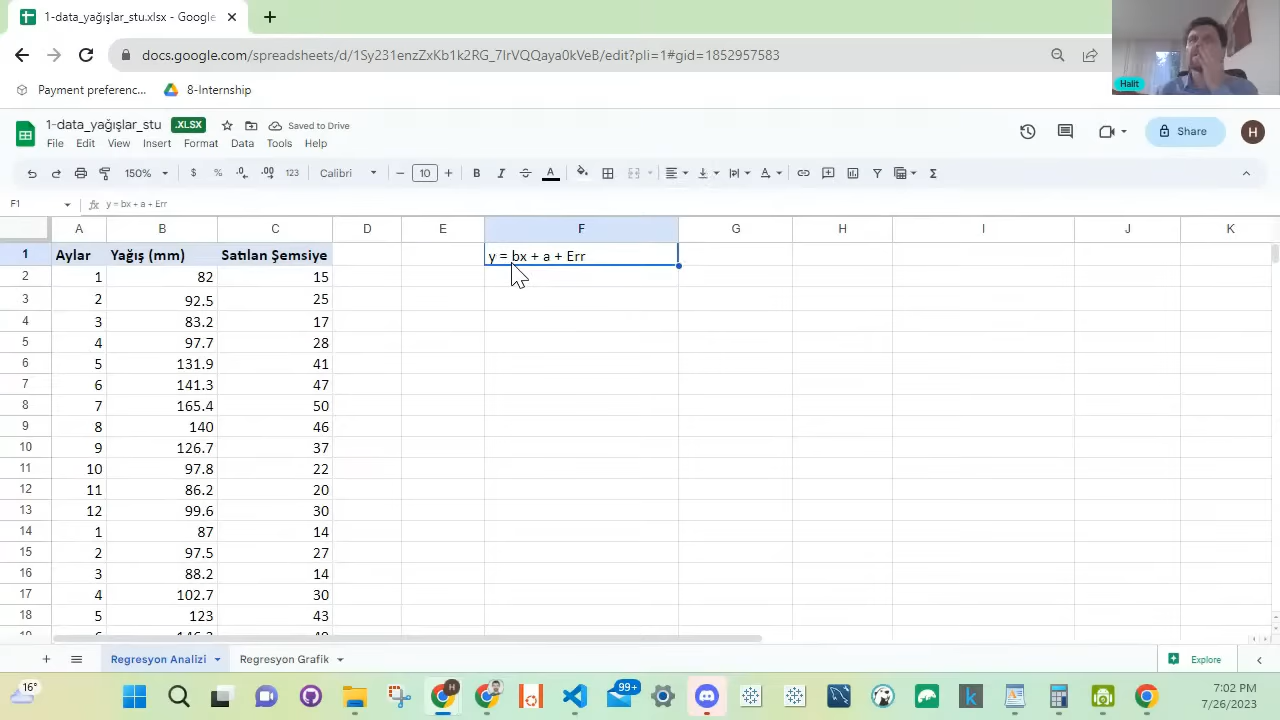 1-data_yağışlar_stu.xlsx - Google
docs.google.com/spreadsheets/d/1Sy231enzZxKb1k2RG_7IrVQQaya0kVeB/edit?pli=1#gid=1852957583
Halit
Payment preferenc...
8-Internship
1-data_yağışlar_stu
.XLSX
Saved to Drive
File Edit View Insert Format Data Tools Help
Share
H
150% $ % .0 .00 123 Calibri 10 B I A
F1
fx y = bx + a + Err
A B C D E F G H I J K
1 Aylar Yağış (mm) Satılan Şemsiye y = bx + a + Err
2 1 82 15
3 2 92.5 25
4 3 83.2 17
5 4 97.7 28
6 5 131.9 41
7 6 141.3 47
8 7 165.4 50
9 8 140 46
10 9 126.7 37
11 10 97.8 22
12 11 86.2 20
13 12 99.6 30
14 1 87 14
15 2 97.5 27
16 3 88.2 14
17 4 102.7 30
18 5 123 43
Regresyon Analizi
Regresyon Grafik
Explore
16°
H
99+
k
7:02 PM
7/26/2023